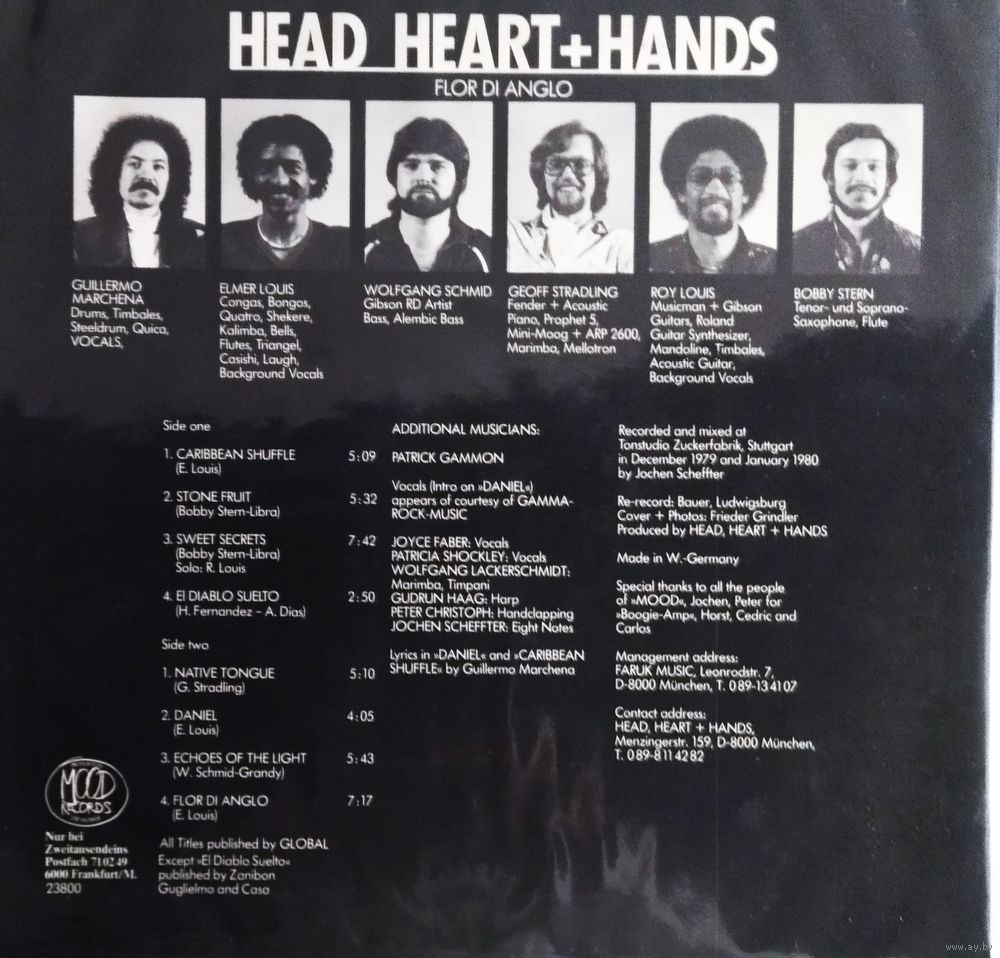 HEAD HEART+HANDS
FLOR DI ANGLO
GUILLERMO
MARCHENA
Drums, Timbales,
Steeldrum, Quica,
VOCALS,
ELMER LOUIS
Congas, Bongos,
Quatro, Shekere,
Kalimba, Bells,
Flutes, Triangel,
Casishi, Laugh,
Background Vocals
WOLFGANG SCHMID
Gibson RD Artist
Bass, Alembic Bass
GEOFF STRADLING
Fender + Acoustic
Piano, Prophet 5,
Mini-Moog + ARP 2600,
Marimba, Mellotron
ROY LOUIS
Musicman + Gibson
Guitars, Roland
Guitar Synthesizer,
Mandoline, Timbales,
Acoustic Guitar,
Background Vocals
BOBBY STERN
Tenor- und Soprano-
Saxophone, Flute
Side one
1. CARIBBEAN SHUFFLE 5:09
(E. Louis)
2. STONE FRUIT 5:32
(Bobby Stern-Libra)
3. SWEET SECRETS 7:42
(Bobby Stern-Libra)
Solo: R. Louis
4. El DIABLO SUELTO 2:50
(H. Fernandez – A. Dias)
Side two
1. NATIVE TONGUE 5:10
(G. Stradling)
2. DANIEL 4:05
(E. Louis)
3. ECHOES OF THE LIGHT 5:43
(W. Schmid-Grandy)
4. FLOR DI ANGLO 7:17
(E. Louis)
All Titles published by GLOBAL
Except »El Diablo Suelto«
published by Zanibon
Guglielmo and Casa
ADDITIONAL MUSICIANS:
PATRICK GAMMON
Vocals (Intro on »DANIEL«)
appears of courtesy of GAMMA-
ROCK-MUSIC
JOYCE FABER: Vocals
PATRICIA SHOCKLEY: Vocals
WOLFGANG LACKERSCHMIDT:
Marimba, Timpani
GUDRUN HAAG: Harp
PETER CHRISTOPH: Handclapping
JOCHEN SCHEFFTER: Eight Notes
Lyrics in »DANIEL« and »CARIBBEAN
SHUFFLE« by Guillermo Marchena
Recorded and mixed at
Tonstudio Zuckerfabrik, Stuttgart
in December 1979 and January 1980
by Jochen Scheffter
Re-record: Bauer, Ludwigsburg
Cover + Photos: Frieder Grindler
Produced by HEAD, HEART + HANDS
Made in W.-Germany
Special thanks to all the people
of »MOOD«, Jochen, Peter for
»Boogie-Amp«, Horst, Cedric and
Carlos
Management address:
FARUK MUSIC, Leonrodstr. 7,
D-8000 München, T. 089-134107
Contact address:
HEAD, HEART + HANDS,
Menzingerstr. 159, D-8000 München,
T. 089-8114282
MOOD
RECORDS
Nur bei
Zweitausendeins
Postfach 710249
6000 Frankfurt/M.
23800
www.ay.by